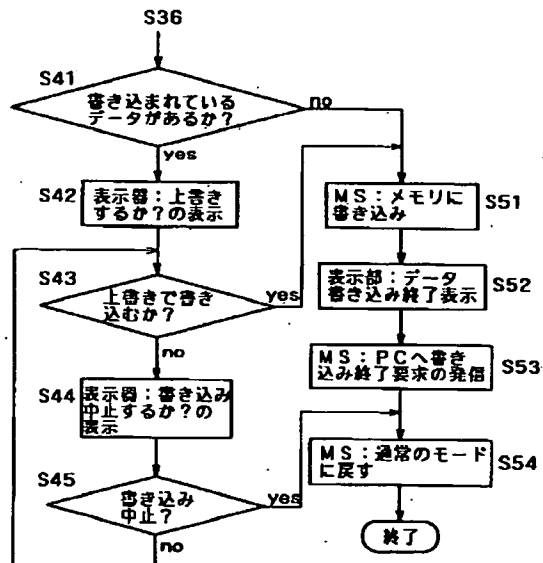 S36
S41
書き込まれている
データがあるか?
no
yes
S42
表示器:上書き
するか?の表示
S43
上書きで書き
込むか?
yes
no
S44
表示器:書き込み
中止するか?の
表示
S45
書き込み
中止?
yes
no
MS:メモリに
書き込み
S51
表示部:データ
書き込み終了表示
S52
MS:PCへ書き
込み終了要求の発信
S53
MS:通常のモード
に戻す
S54
終了